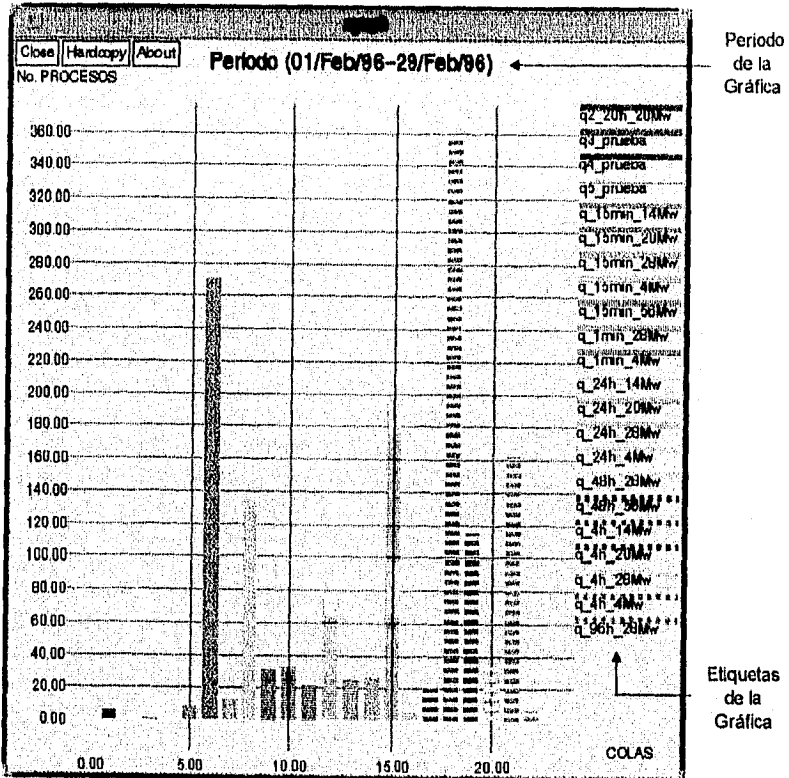 Close Hardcopy About
Periodo (01/Feb/96-29/Feb/96)
Periodo
de la
Gráfica
No. PROCESOS
360.00
340.00
320.00
300.00
280.00
260.00
240.00
220.00
200.00
180.00
160.00
140.00
120.00
100.00
80.00
60.00
40.00
20.00
0.00
q2_20h_20Mw
q3_prueba
q4_prueba
q5_prueba
q_15min_14Mw
q_15min_20Mw
q_15min_28Mw
q_15min_4Mw
q_15min_56Mw
q_1min_28Mw
q_1min_4Mw
q_24h_14Mw
q_24h_20Mw
q_24h_28Mw
q_24h_4Mw
q_48h_28Mw
q_48h_56Mw
q_4h_14Mw
q_4h_20Mw
q_4h_28Mw
q_4h_4Mw
q_96h_28Mw
Etiquetas
de la
Gráfica
COLAS
0.00 5.00 10.00 15.00 20.00